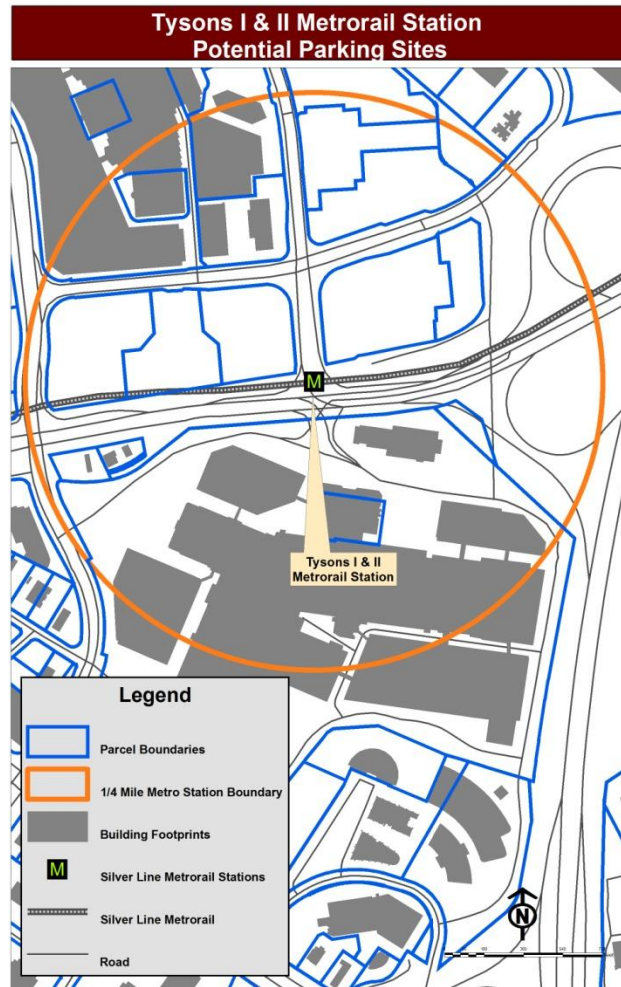 Tysons I & II Metrorail Station
Potential Parking Sites
M
Tysons I & II
Metrorail Station
Legend
Parcel Boundaries
1/4 Mile Metro Station Boundary
Building Footprints
M
Silver Line Metrorail Stations
Silver Line Metrorail
Road
N